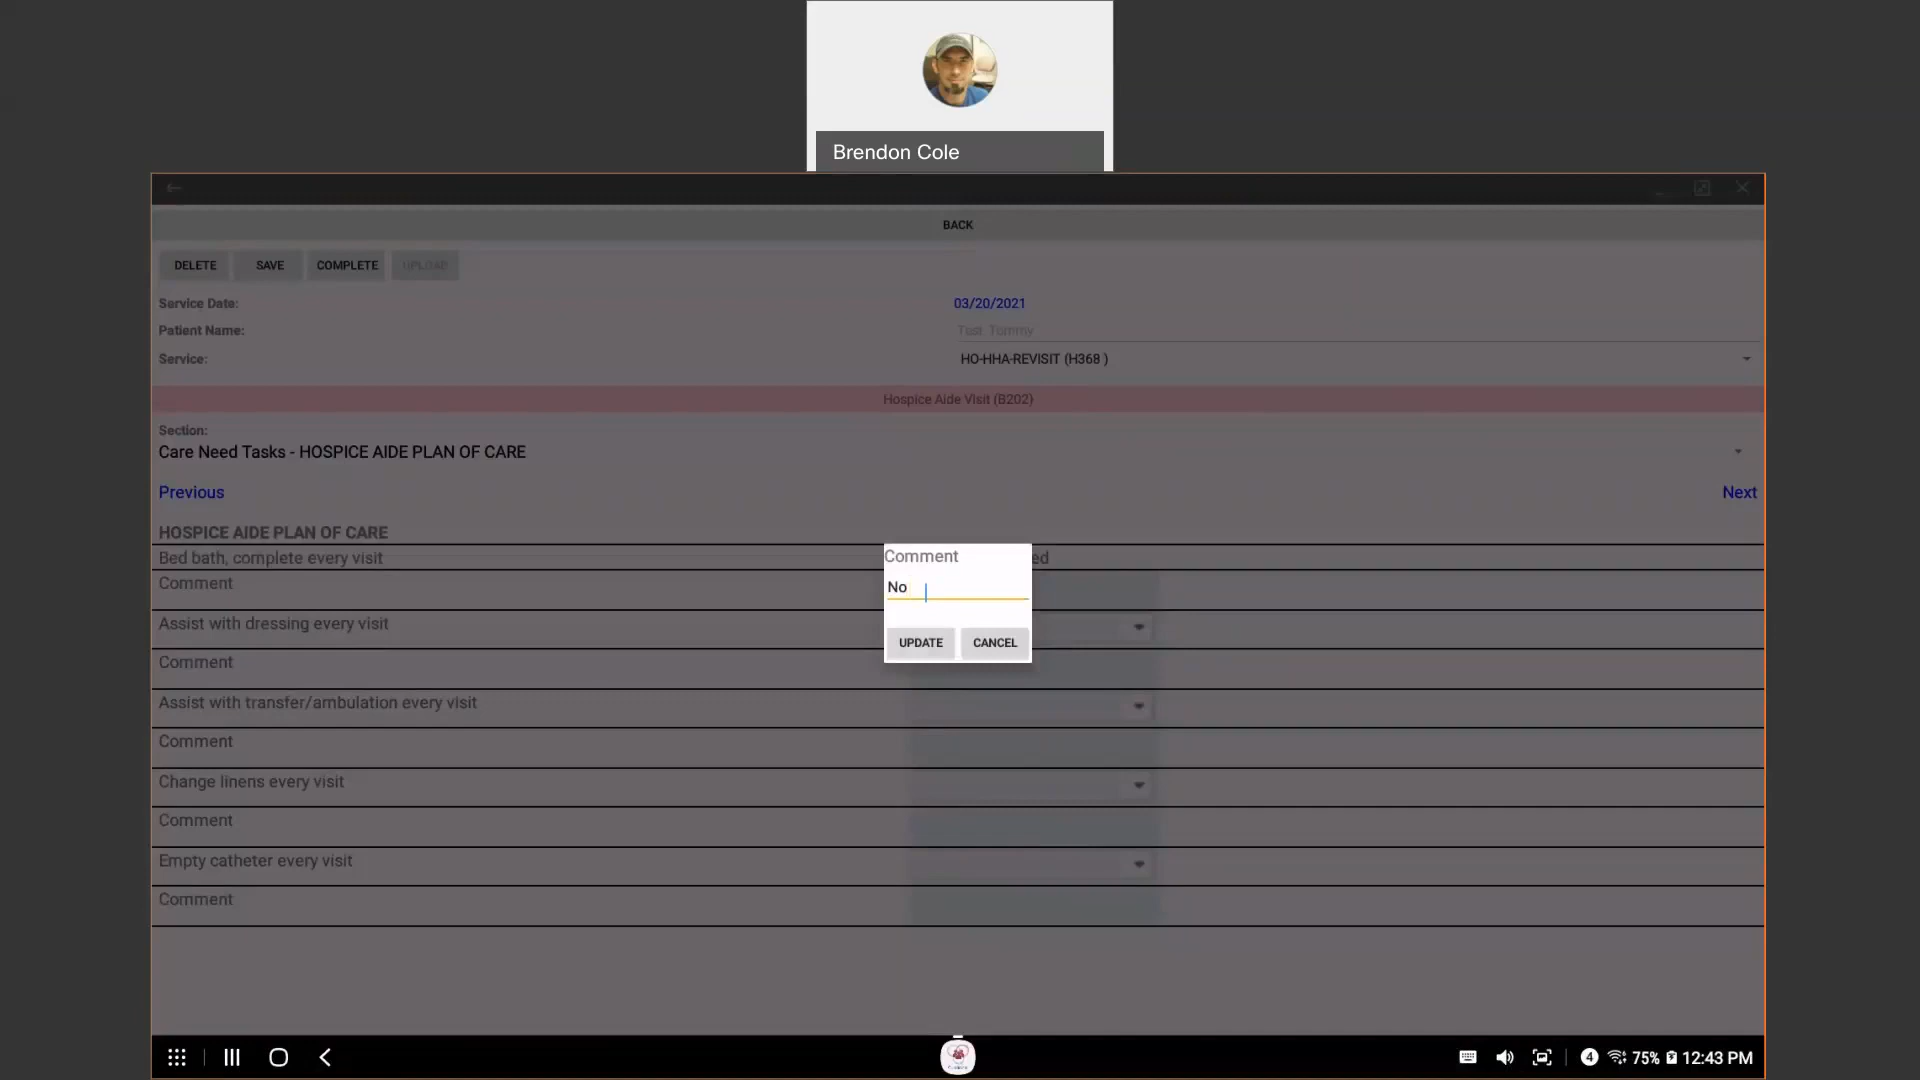 Brendon Cole
BACK
DELETE SAVE COMPLETE UPLOAD
Service Date: 03/20/2021
Patient Name: Test Tommy
Service: HO-HHA-REVISIT (H368 )
Hospice Aide Visit (B202)
Section:
Care Need Tasks - HOSPICE AIDE PLAN OF CARE
Previous Next
HOSPICE AIDE PLAN OF CARE
Bed bath, complete every visit ed
Comment
Assist with dressing every visit
Comment
Assist with transfer/ambulation every visit
Comment
Change linens every visit
Comment
Empty catheter every visit
Comment
Comment
No
UPDATE CANCEL
4 75% 12:43 PM